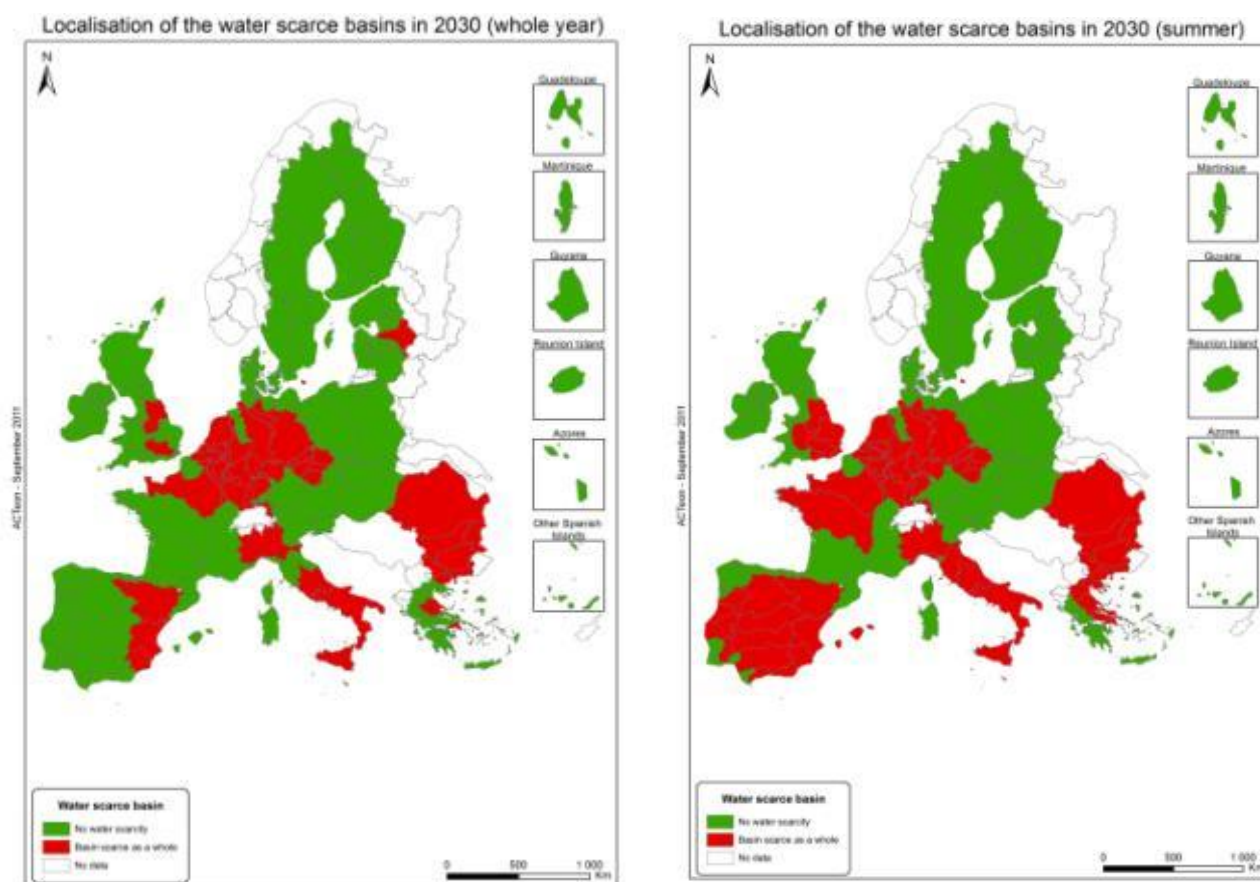 Localisation of the water scarce basins in 2030 (whole year)
N
Guadeloupe
Martinique
Guyana
Reunion Island
Azores
Other Spanish
Islands
ACTeon - September 2011
Water scarce basin
No water scarcity
Basin scarce as a whole
No data
0 500 1 000
Km
Localisation of the water scarce basins in 2030 (summer)
N
Guadeloupe
Martinique
Guyana
Reunion Island
Azores
Other Spanish
Islands
ACTeon - September 2011
Water scarce basin
No water scarcity
Basin scarce as a whole
No data
0 500 1 000
Km